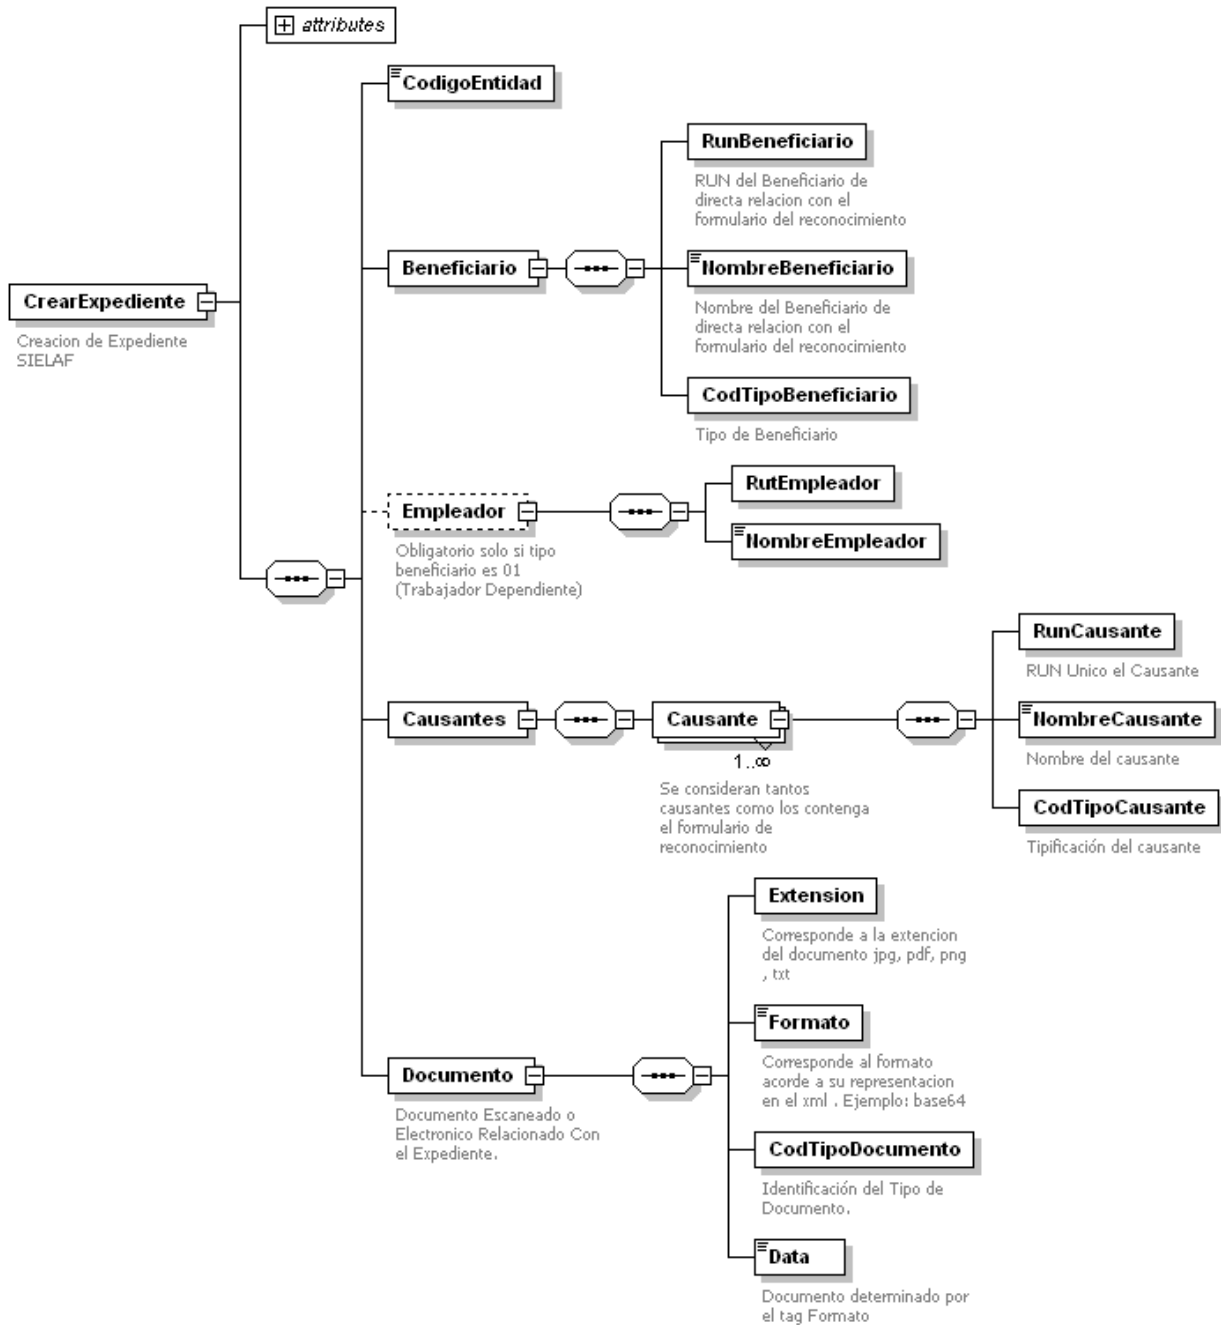 attributes
CodigoEntidad
RunBeneficiario
RUN del Beneficiario de
directa relacion con el
formulario del reconocimiento
Beneficiario
NombreBeneficiario
Nombre del Beneficiario de
directa relacion con el
formulario del reconocimiento
CrearExpediente
Creacion de Expediente
SIELAF
CodTipoBeneficiario
Tipo de Beneficiario
Empleador
Obligatorio solo si tipo
beneficiario es 01
(Trabajador Dependiente)
RutEmpleador
NombreEmpleador
RunCausante
RUN Unico el Causante
Causantes
Causante
1..∞
Se consideran tantos
causantes como los contenga
el formulario de
reconocimiento
NombreCausante
Nombre del causante
CodTipoCausante
Tipificación del causante
Extension
Corresponde a la extencion
del documento jpg, pdf, png
, txt
Formato
Corresponde al formato
acorde a su representacion
en el xml . Ejemplo: base64
Documento
Documento Escaneado o
Electronico Relacionado Con
el Expediente.
CodTipoDocumento
Identificación del Tipo de
Documento.
Data
Documento determinado por
el tag Formato